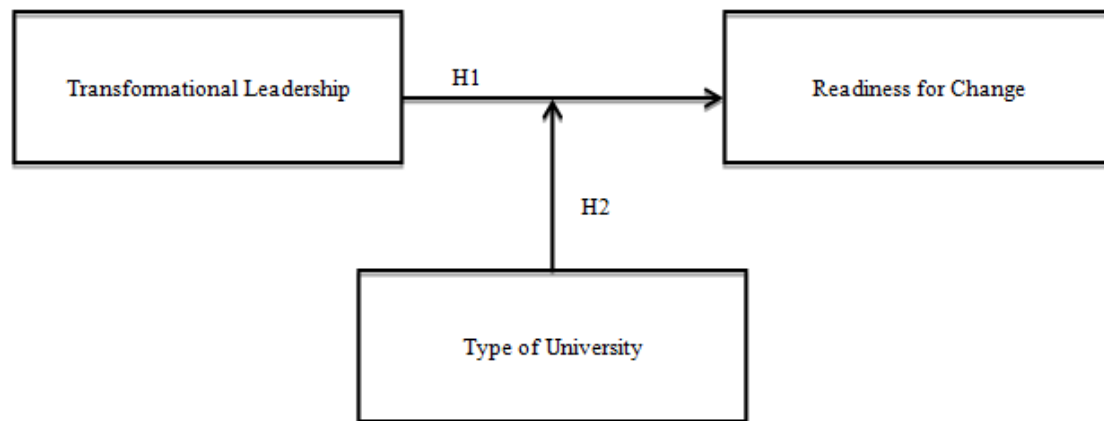 Transformational Leadership
H1
Readiness for Change
H2
Type of University